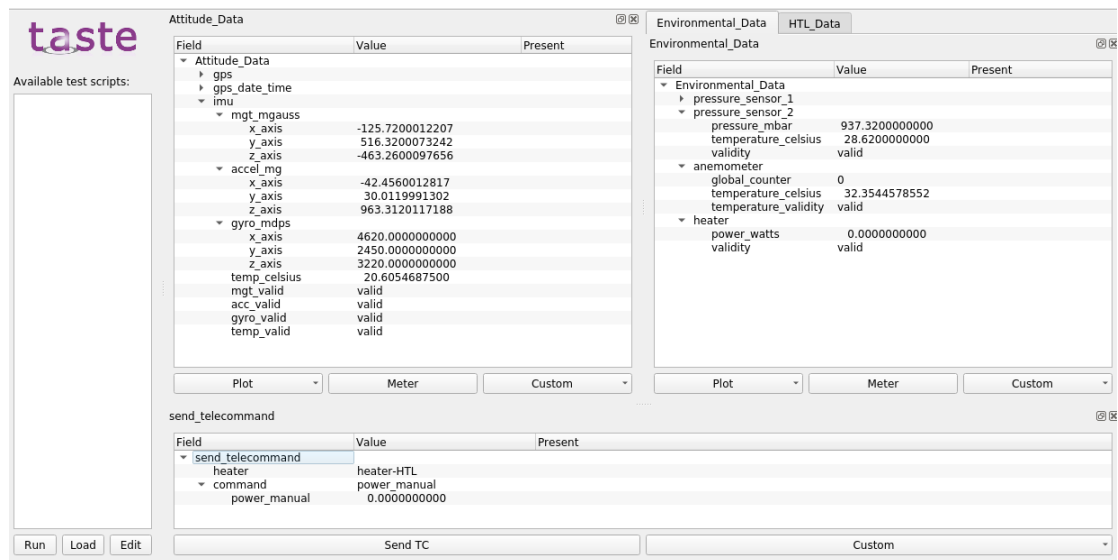 taste
Available test scripts:
Run Load Edit
Attitude_Data
Field Value Present
Attitude_Data
gps
gps_date_time
imu
mgt_mgauss
x_axis -125.7200012207
y_axis 516.3200073242
z_axis -463.2600097656
accel_mg
x_axis -42.4560012817
y_axis 30.0119991302
z_axis 963.3120117188
gyro_mdps
x_axis 4620.0000000000
y_axis 2450.0000000000
z_axis 3220.0000000000
temp_celsius 20.6054687500
mgt_valid valid
acc_valid valid
gyro_valid valid
temp_valid valid
Plot Meter Custom
Environmental_Data HTL_Data
Environmental_Data
Field Value Present
Environmental_Data
pressure_sensor_1
pressure_sensor_2
pressure_mbar 937.3200000000
temperature_celsius 28.6200000000
validity valid
anemometer
global_counter 0
temperature_celsius 32.3544578552
temperature_validity valid
heater
power_watts 0.0000000000
validity valid
Plot Meter Custom
send_telecommand
Field Value Present
send_telecommand
heater heater-HTL
command power_manual
power_manual 0.0000000000
Send TC Custom